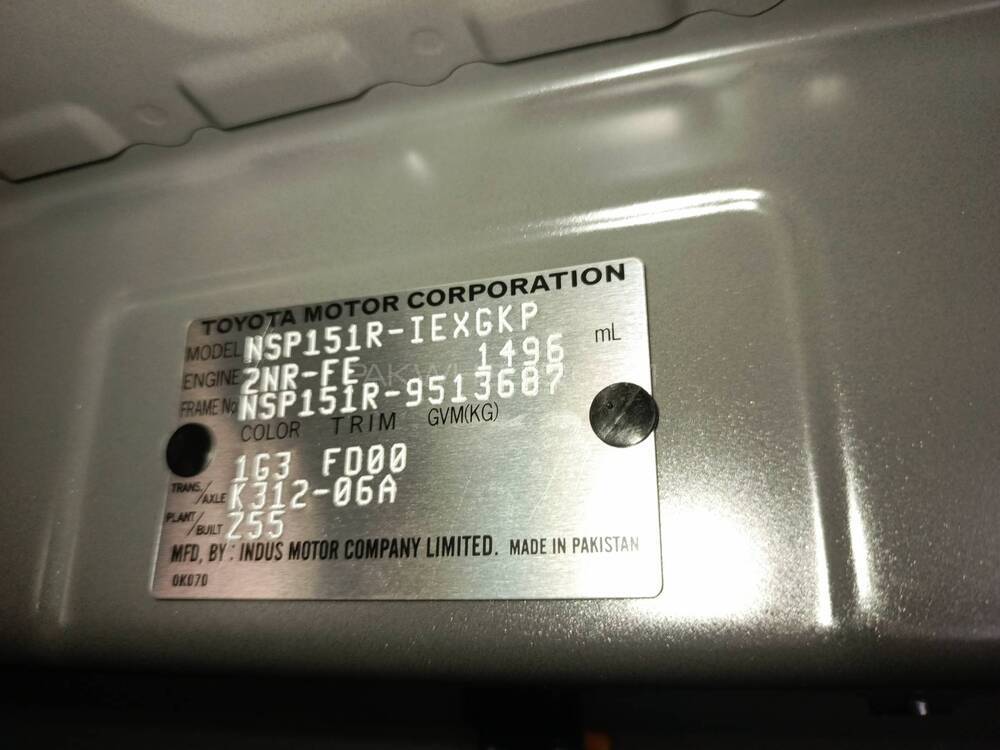 TOYOTA MOTOR CORPORATION
MODEL NSP151R-IEXGKP
ENGINE 2NR-FE 1496 mL
FRAME No NSP151R-9513687
COLOR TRIM GVM(KG)
1G3 FD00
TRANS./AXLE K312-06A
PLANT/BUILT Z55
MFD, BY : INDUS MOTOR COMPANY LIMITED. MADE IN PAKISTAN
0K070